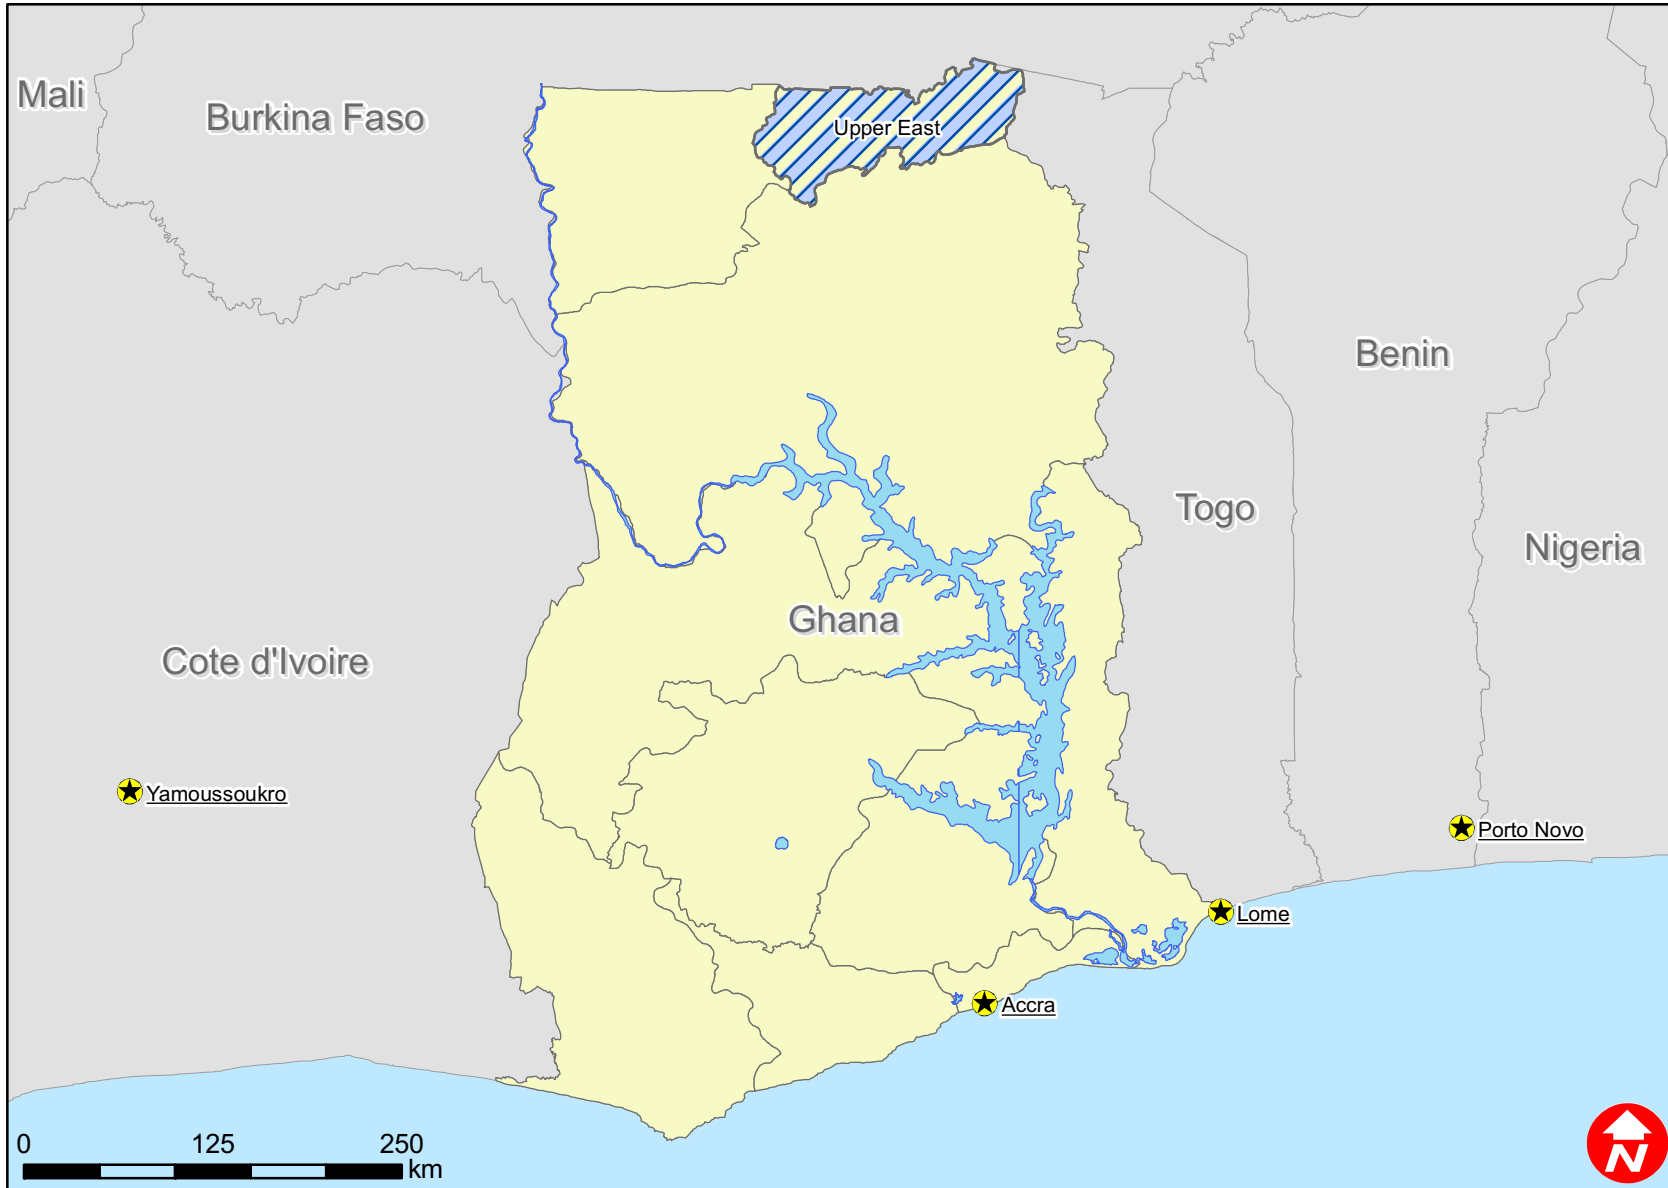 Mali
Burkina Faso
Upper East
Benin
Togo
Nigeria
Ghana
Cote d'Ivoire
Yamoussoukro
Porto Novo
Lome
Accra
0 125 250
km
N